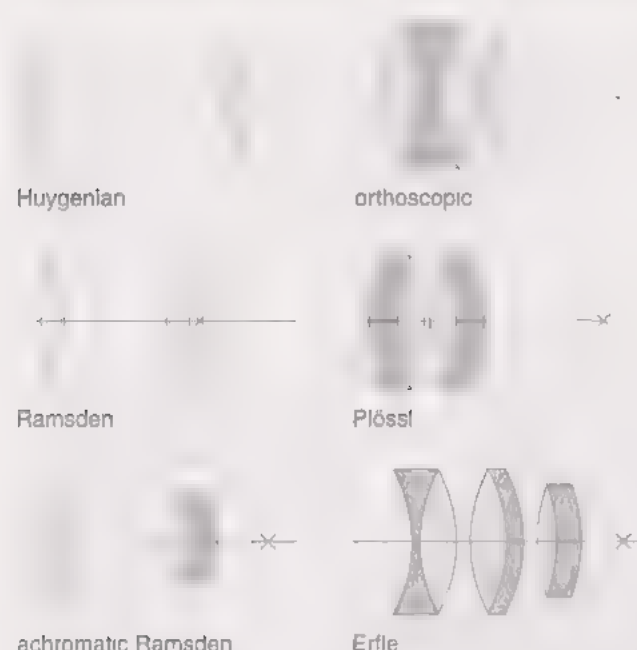 Huygenian
orthoscopic
Ramsden
Plössl
achromatic Ramsden
Erfle